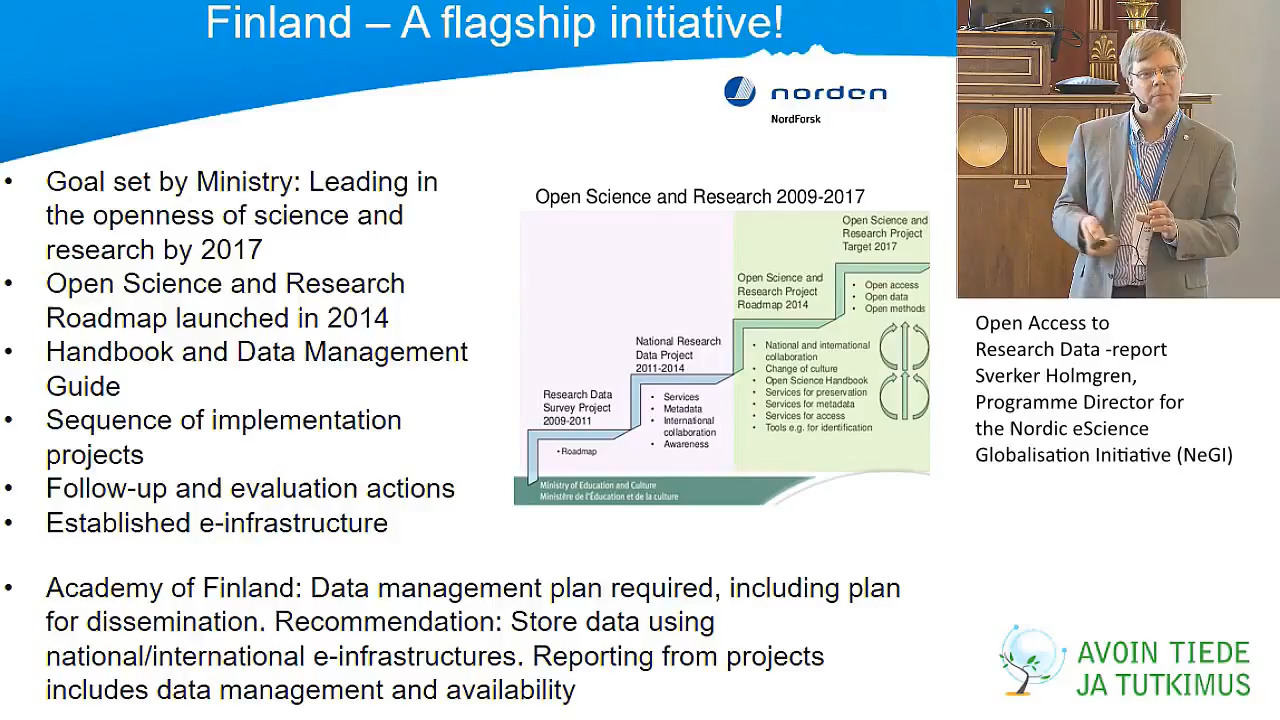 Finland – A flagship initiative!
norden
NordForsk
• Goal set by Ministry: Leading in
the openness of science and
research by 2017
• Open Science and Research
Roadmap launched in 2014
• Handbook and Data Management
Guide
• Sequence of implementation
projects
• Follow-up and evaluation actions
• Established e-infrastructure
• Academy of Finland: Data management plan required, including plan
for dissemination. Recommendation: Store data using
national/international e-infrastructures. Reporting from projects
includes data management and availability
Open Science and Research 2009-2017
Research Data
Survey Project
2009-2011
• Roadmap
National Research
Data Project
2011-2014
• Services
• Metadata
• International
collaboration
• Awareness
Open Science and
Research Project
Roadmap 2014
• National and international
collaboration
• Change of culture
• Open Science Handbook
• Services for preservation
• Services for metadata
• Services for access
• Tools e.g. for identification
Open Science and
Research Project
Target 2017
• Open access
• Open data
• Open methods
Ministry of Education and Culture
Ministère de l'Éducation et de la culture
Open Access to
Research Data -report
Sverker Holmgren,
Programme Director for
the Nordic eScience
Globalisation Initiative (NeGI)
AVOIN TIEDE
JA TUTKIMUS